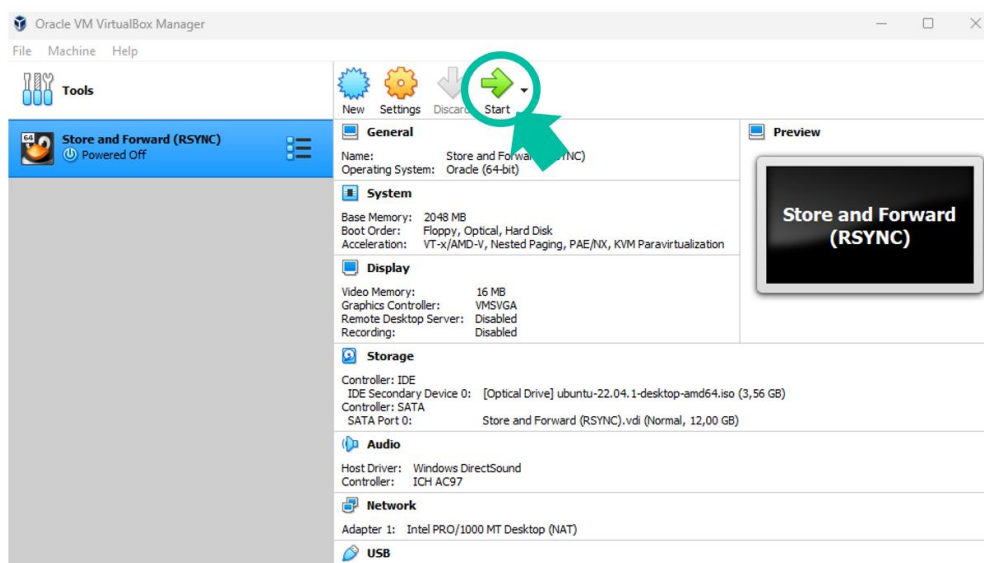 Oracle VM VirtualBox Manager
File Machine Help
Tools
New Settings Discard Start
64
Store and Forward (RSYNC)
Powered Off
General
Name: Store and Forward (RSYNC)
Operating System: Oracle (64-bit)
System
Base Memory: 2048 MB
Boot Order: Floppy, Optical, Hard Disk
Acceleration: VT-x/AMD-V, Nested Paging, PAE/NX, KVM Paravirtualization
Display
Video Memory: 16 MB
Graphics Controller: VMSVGA
Remote Desktop Server: Disabled
Recording: Disabled
Preview
Store and Forward
(RSYNC)
Storage
Controller: IDE
IDE Secondary Device 0: [Optical Drive] ubuntu-22.04.1-desktop-amd64.iso (3,56 GB)
Controller: SATA
SATA Port 0: Store and Forward (RSYNC).vdi (Normal, 12,00 GB)
Audio
Host Driver: Windows DirectSound
Controller: ICH AC97
Network
Adapter 1: Intel PRO/1000 MT Desktop (NAT)
USB